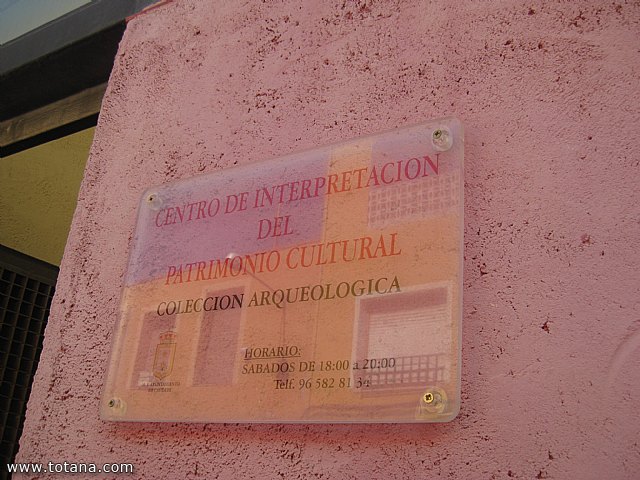 CENTRO DE INTERPRETACION
DEL
PATRIMONIO CULTURAL
COLECCION ARQUEOLOGICA
HORARIO:
SABADOS DE 18:00 a 20:00
Telf. 96 582 81 34
www.totana.com